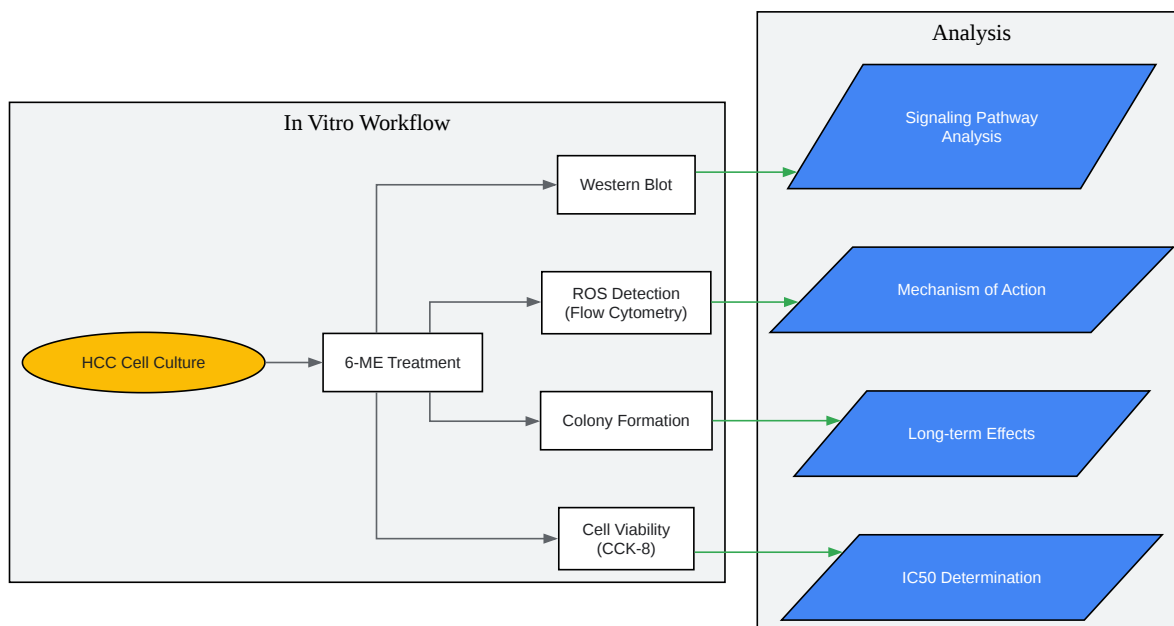 Analysis
In Vitro Workflow
Signaling Pathway
Analysis
Western Blot
ROS Detection
(Flow Cytometry)
Mechanism of Action
HCC Cell Culture
6-ME Treatment
Colony Formation
Long-term Effects
Cell Viability
(CCK-8)
IC50 Determination